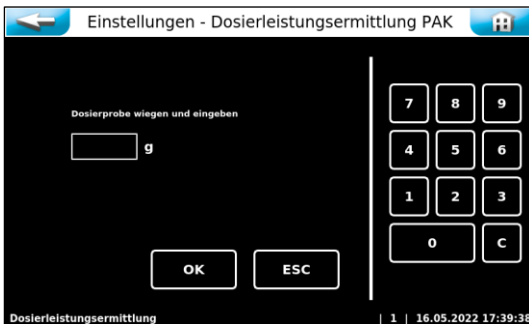 Einstellungen - Dosierleistungsermittlung PAK
Dosierprobe wiegen und eingeben
g
7 8 9
4 5 6
1 2 3
0 C
OK ESC
Dosierleistungsermittlung | 1 | 16.05.2022 17:39:38